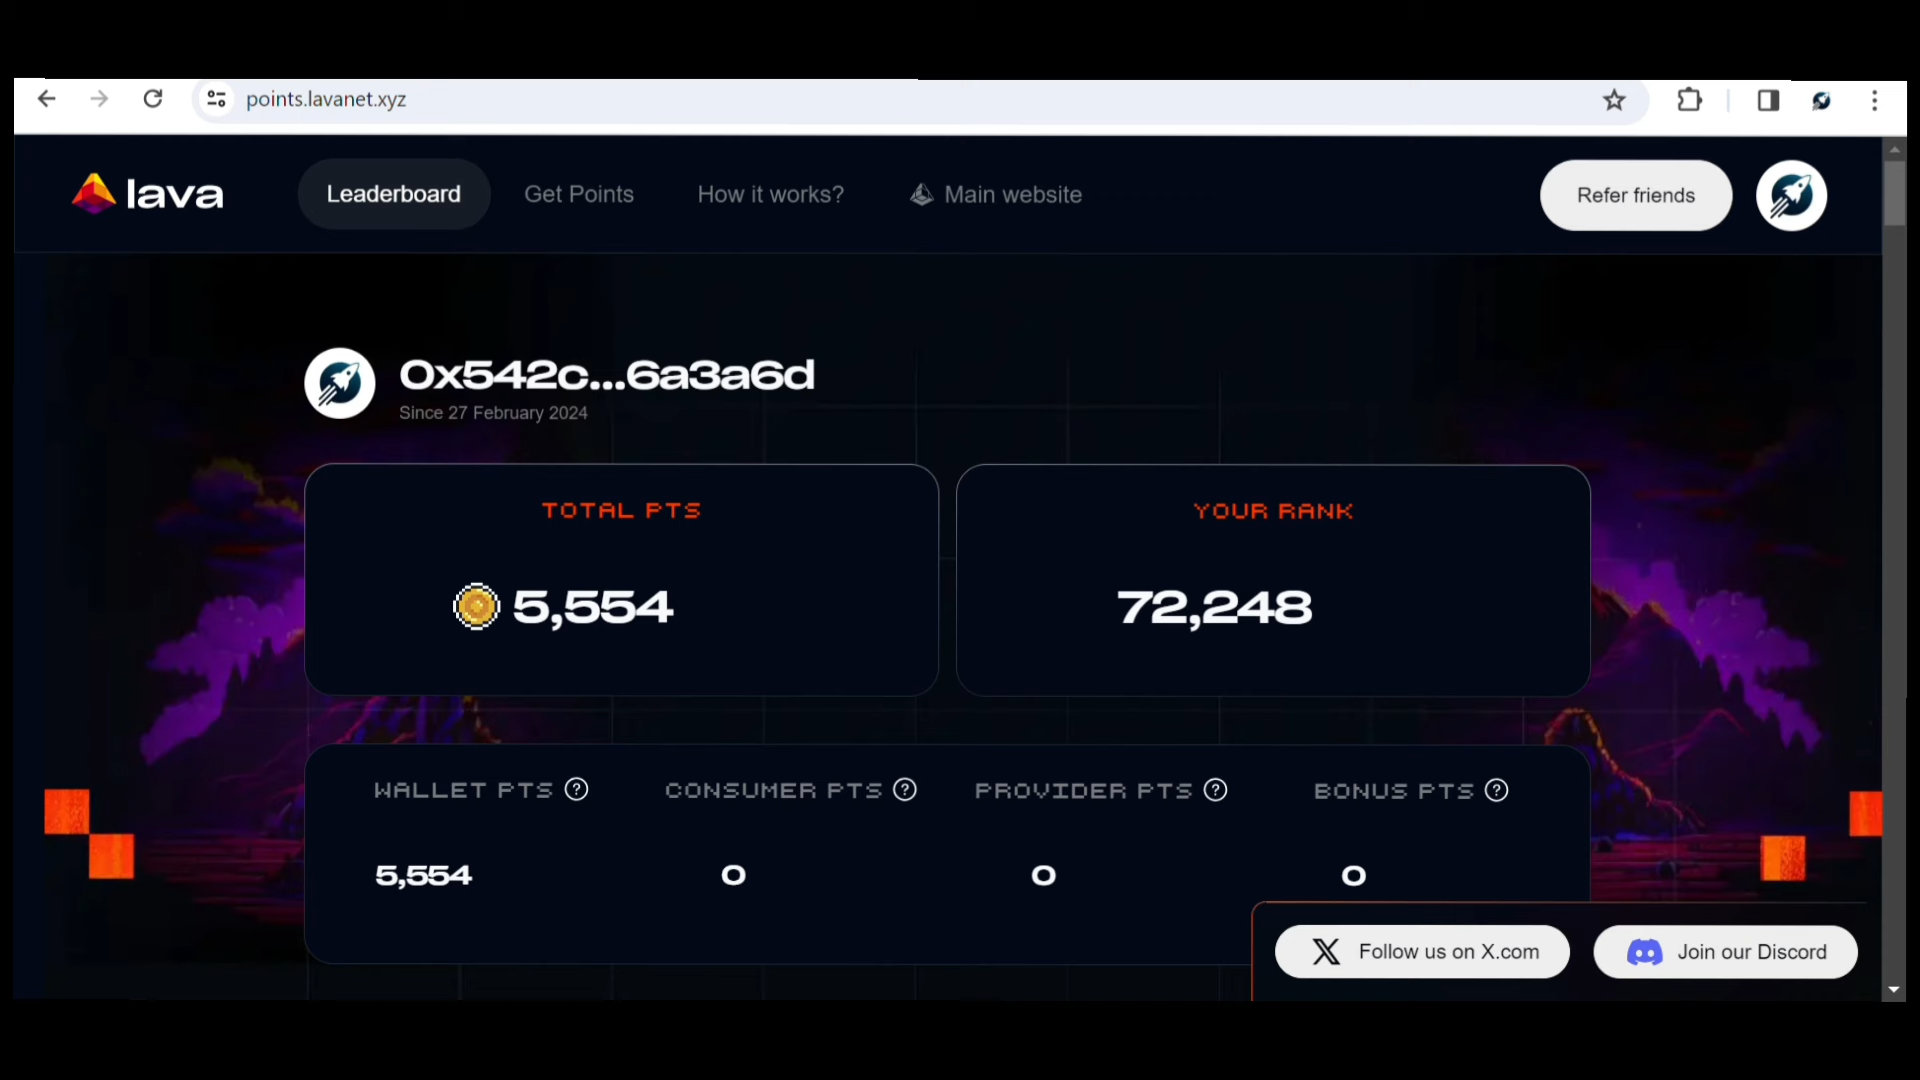 points.lavanet.xyz
lava
Leaderboard
Get Points
How it works?
Main website
Refer friends
0x542c...6a3a6d
Since 27 February 2024
TOTAL PTS
YOUR RANK
5,554
72,248
WALLET PTS ?
CONSUMER PTS ?
PROVIDER PTS ?
BONUS PTS ?
5,554
0
0
0
Follow us on X.com
Join our Discord